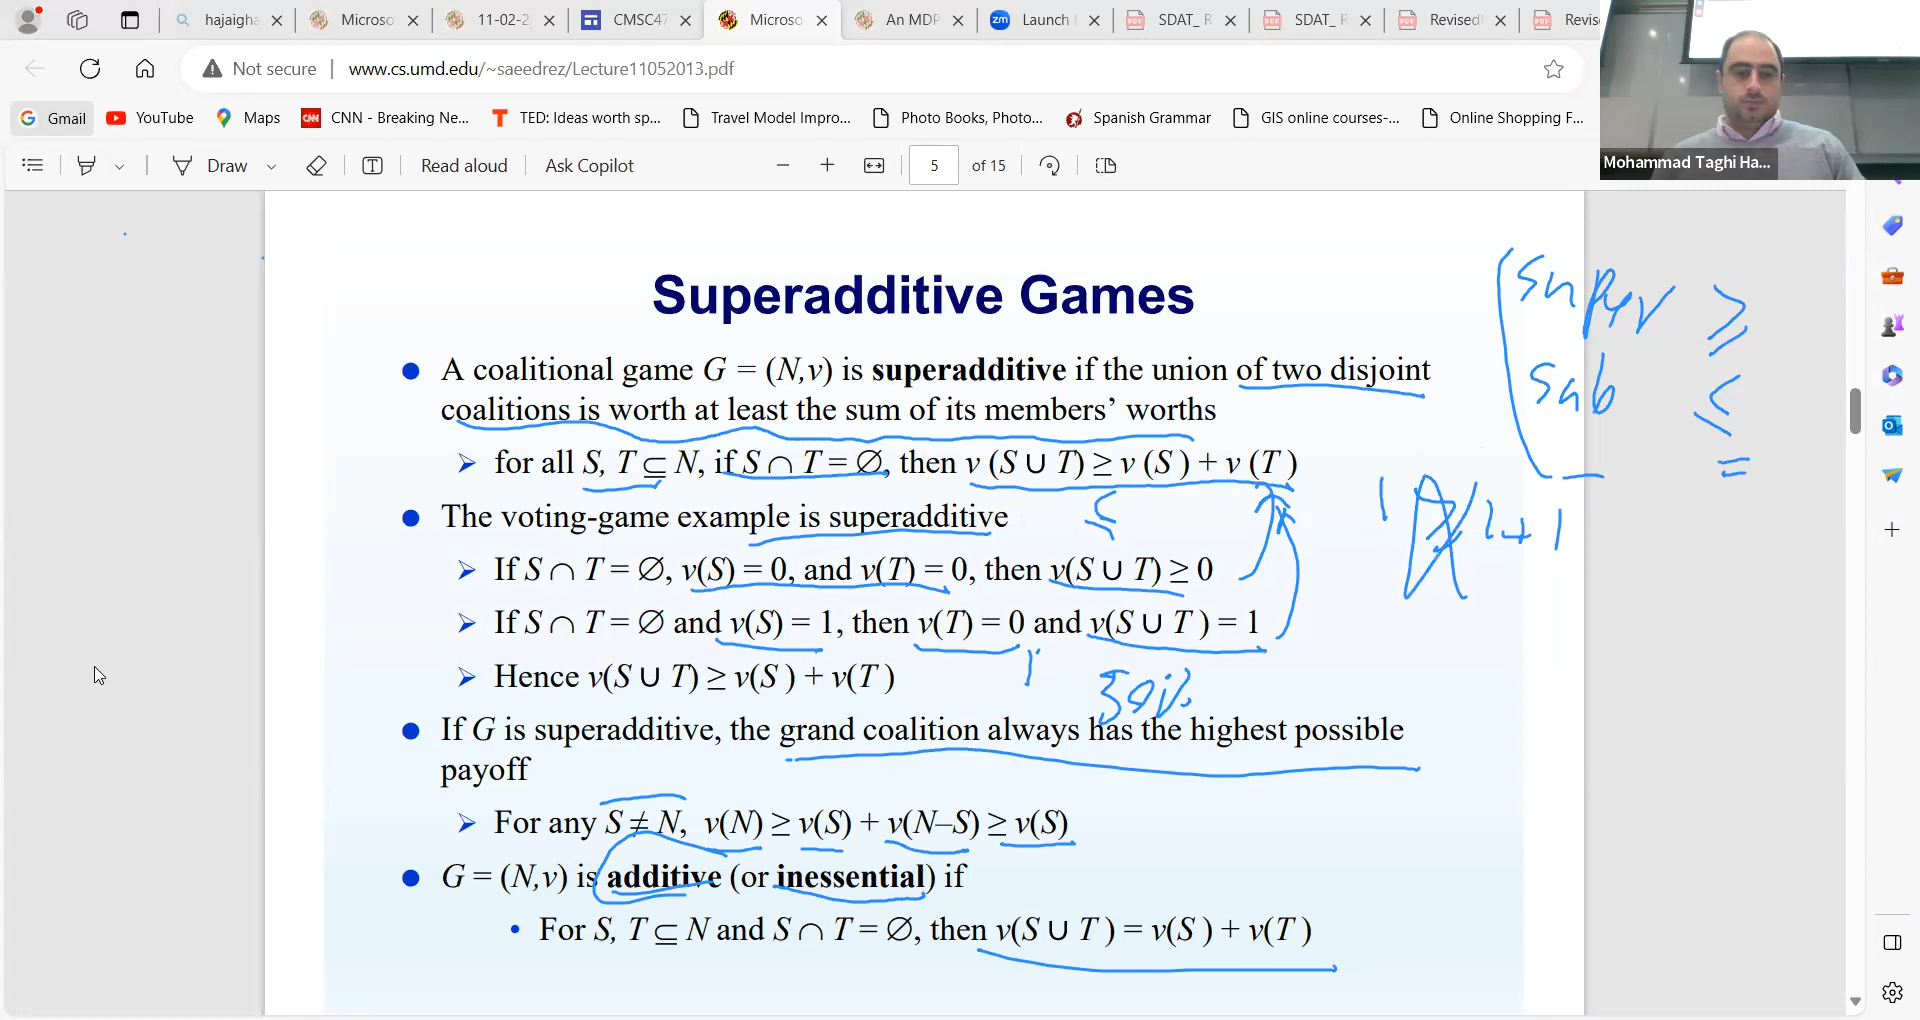 hajaigha
Microso
11-02-2
CMSC47
Microso
An MDP
Launch
SDAT_ R
SDAT_ R
Revised
Revis
Not secure
www.cs.umd.edu/~saeedrez/Lecture11052013.pdf
Gmail
YouTube
Maps
CNN - Breaking Ne...
TED: Ideas worth sp...
Travel Model Impro...
Photo Books, Photo...
Spanish Grammar
GIS online courses-...
Online Shopping F...
Mohammad Taghi Ha...
Draw
Read aloud
Ask Copilot
5 of 15
Superadditive Games
A coalitional game G = (N,v) is superadditive if the union of two disjoint
coalitions is worth at least the sum of its members' worths
for all S, T ⊆ N, if S ∩ T = ∅, then v (S ∪ T) ≥ v (S ) + v (T )
The voting-game example is superadditive
If S ∩ T = ∅, v(S) = 0, and v(T) = 0, then v(S ∪ T) ≥ 0
If S ∩ T = ∅ and v(S) = 1, then v(T) = 0 and v(S ∪ T ) = 1
Hence v(S ∪ T) ≥ v(S ) + v(T )
If G is superadditive, the grand coalition always has the highest possible
payoff
For any S ≠ N, v(N) ≥ v(S) + v(N–S) ≥ v(S)
G = (N,v) is additive (or inessential) if
For S, T ⊆ N and S ∩ T = ∅, then v(S ∪ T ) = v(S ) + v(T )
super ≥
sub ≤
=
≤
50%